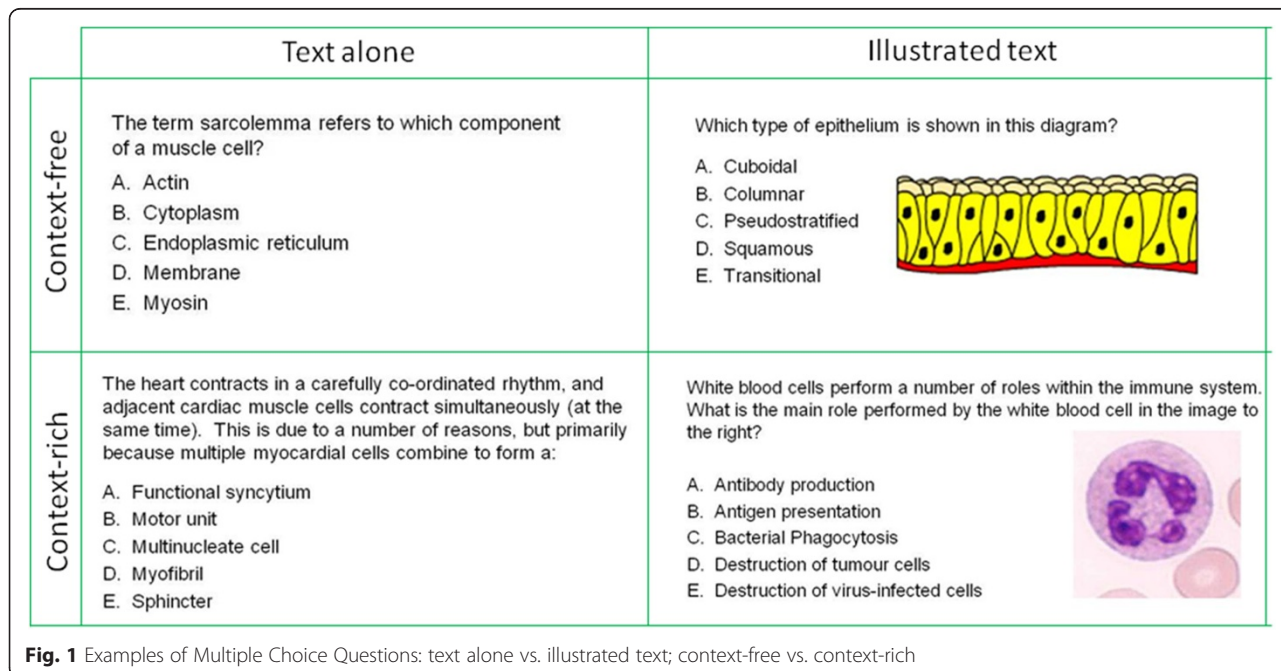 Text alone
Illustrated text
Context-free
The term sarcolemma refers to which component
of a muscle cell?
A. Actin
B. Cytoplasm
C. Endoplasmic reticulum
D. Membrane
E. Myosin
Which type of epithelium is shown in this diagram?
A. Cuboidal
B. Columnar
C. Pseudostratified
D. Squamous
E. Transitional
Context-rich
The heart contracts in a carefully co-ordinated rhythm, and
adjacent cardiac muscle cells contract simultaneously (at the
same time). This is due to a number of reasons, but primarily
because multiple myocardial cells combine to form a:
A. Functional syncytium
B. Motor unit
C. Multinucleate cell
D. Myofibril
E. Sphincter
White blood cells perform a number of roles within the immune system.
What is the main role performed by the white blood cell in the image to
the right?
A. Antibody production
B. Antigen presentation
C. Bacterial Phagocytosis
D. Destruction of tumour cells
E. Destruction of virus-infected cells
Fig. 1 Examples of Multiple Choice Questions: text alone vs. illustrated text; context-free vs. context-rich